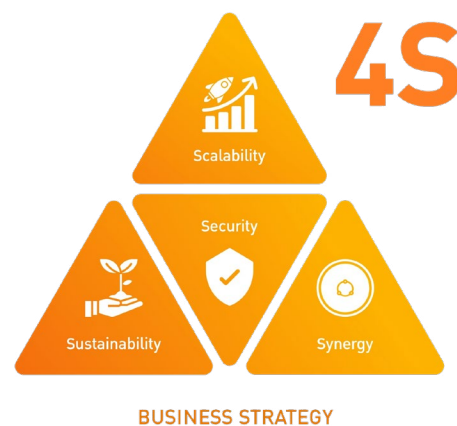 4S
Scalability
Security
Sustainability
Synergy
BUSINESS STRATEGY